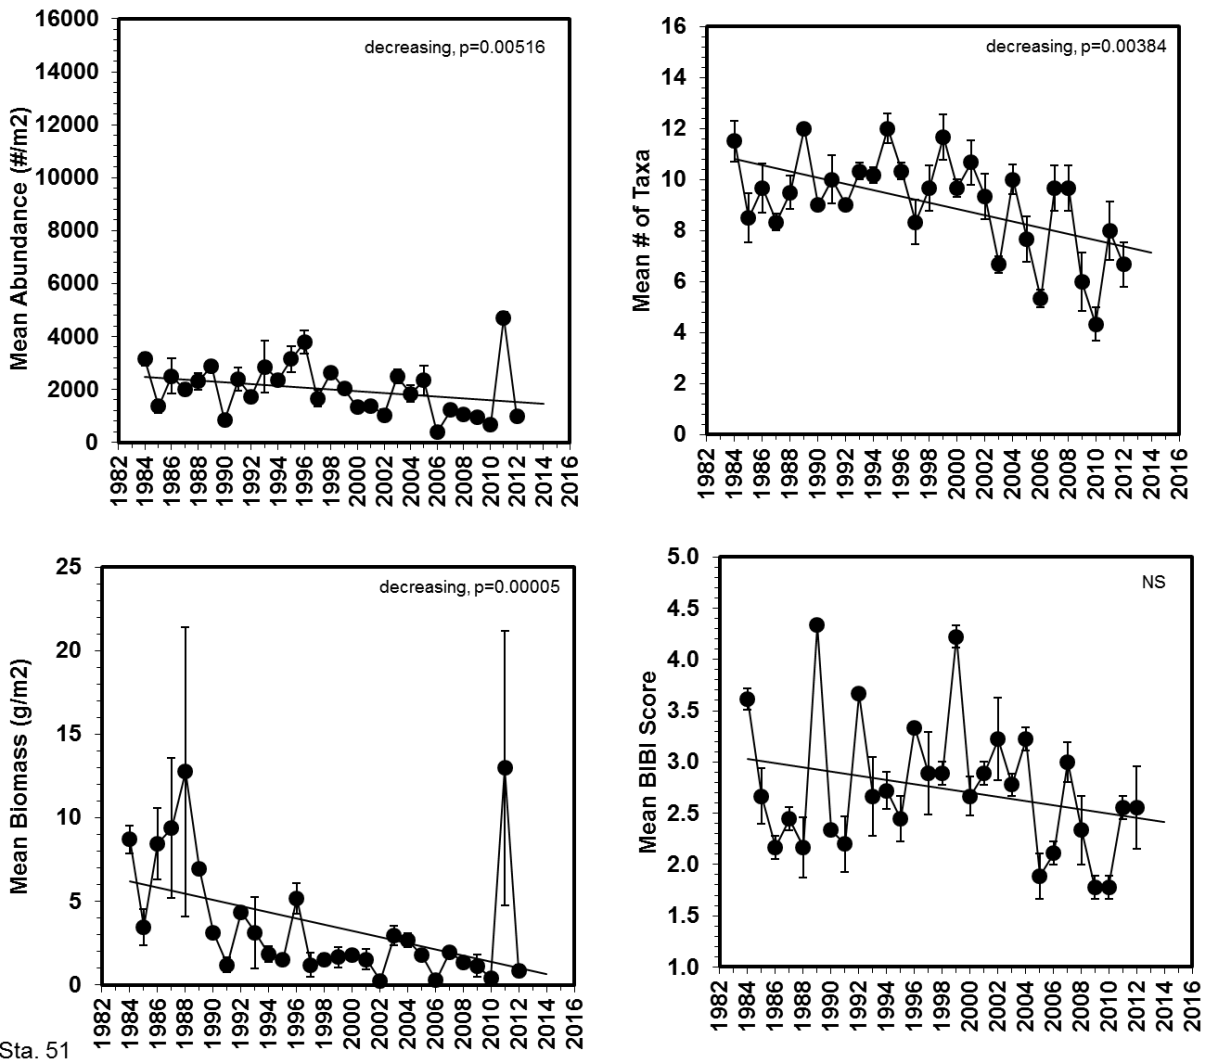 Mean Abundance (#/m2)
16000
14000
12000
10000
8000
6000
4000
2000
0
decreasing, p=0.00516
1982 1984 1986 1988 1990 1992 1994 1996 1998 2000 2002 2004 2006 2008 2010 2012 2014 2016
Mean # of Taxa
16
14
12
10
8
6
4
2
0
decreasing, p=0.00384
1982 1984 1986 1988 1990 1992 1994 1996 1998 2000 2002 2004 2006 2008 2010 2012 2014 2016
Mean Biomass (g/m2)
25
20
15
10
5
0
decreasing, p=0.00005
1982 1984 1986 1988 1990 1992 1994 1996 1998 2000 2002 2004 2006 2008 2010 2012 2014 2016
Mean BIBI Score
5.0
4.5
4.0
3.5
3.0
2.5
2.0
1.5
1.0
NS
1982 1984 1986 1988 1990 1992 1994 1996 1998 2000 2002 2004 2006 2008 2010 2012 2014 2016
Sta. 51